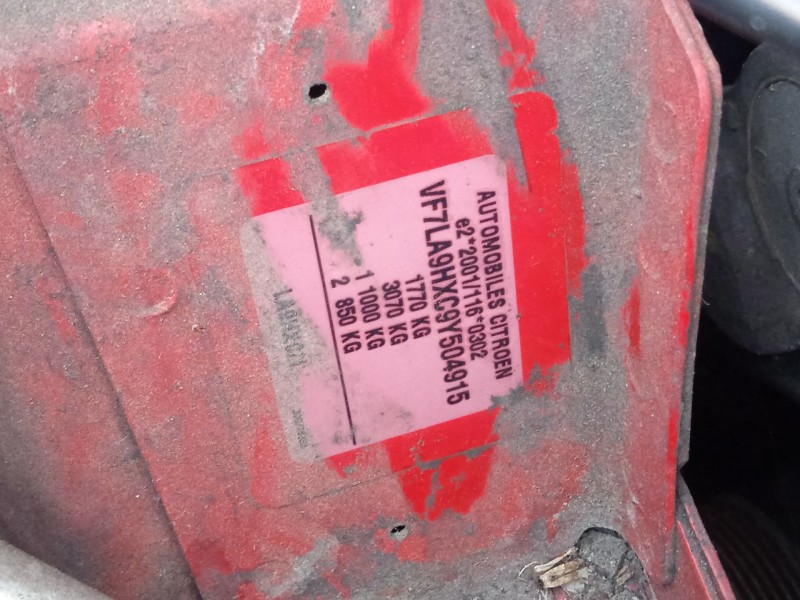 AUTOMOBILES CITROEN
e2*2001/116*0302
VF7LA9HXC9Y504915
1770 KG
3070 KG
1 1000 KG
2 850 KG